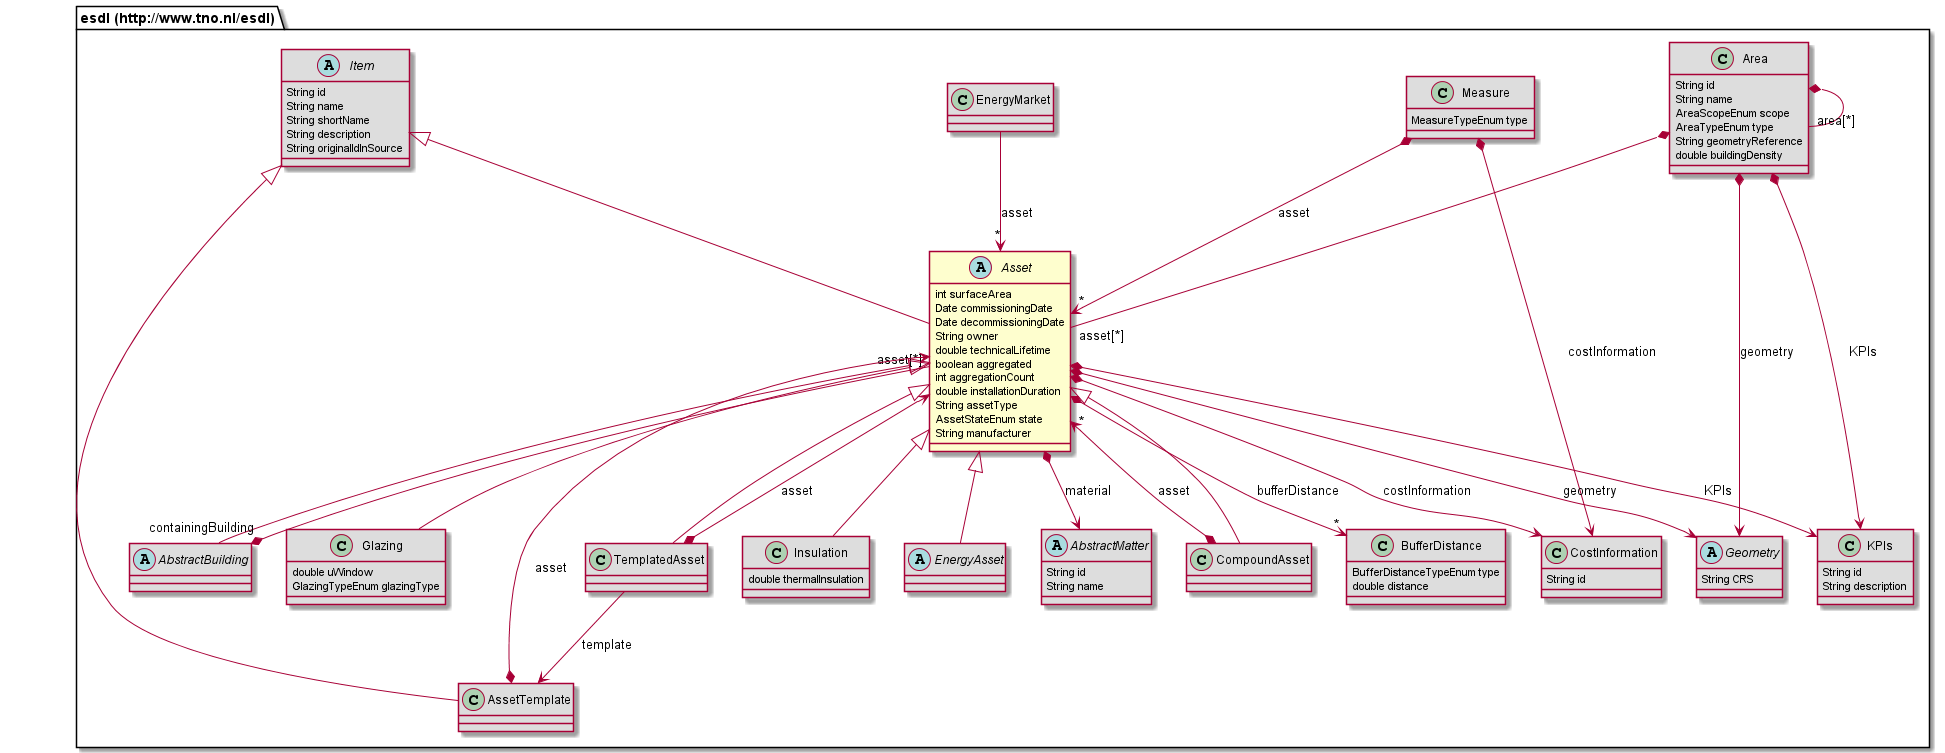 esdl (http://www.tno.nl/esdl)
A Item
String id
String name
String shortName
String description
String originalIdInSource
C EnergyMarket
C Measure
MeasureTypeEnum type
C Area
String id
String name
AreaScopeEnum scope
AreaTypeEnum type
String geometryReference
double buildingDensity
area[*]
asset
*
asset
*
asset[*]
costInformation
geometry
KPIs
A Asset
int surfaceArea
Date commissioningDate
Date decommissioningDate
String owner
double technicalLifetime
boolean aggregated
int aggregationCount
double installationDuration
String assetType
AssetStateEnum state
String manufacturer
asset[*]
containingBuilding
asset
asset
material
*
asset
bufferDistance
*
costInformation
geometry
KPIs
A AbstractBuilding
C Glazing
double uWindow
GlazingTypeEnum glazingType
C TemplatedAsset
C Insulation
double thermalInsulation
A EnergyAsset
A AbstractMatter
String id
String name
C CompoundAsset
C BufferDistance
BufferDistanceTypeEnum type
double distance
C CostInformation
String id
A Geometry
String CRS
C KPIs
String id
String description
template
C AssetTemplate